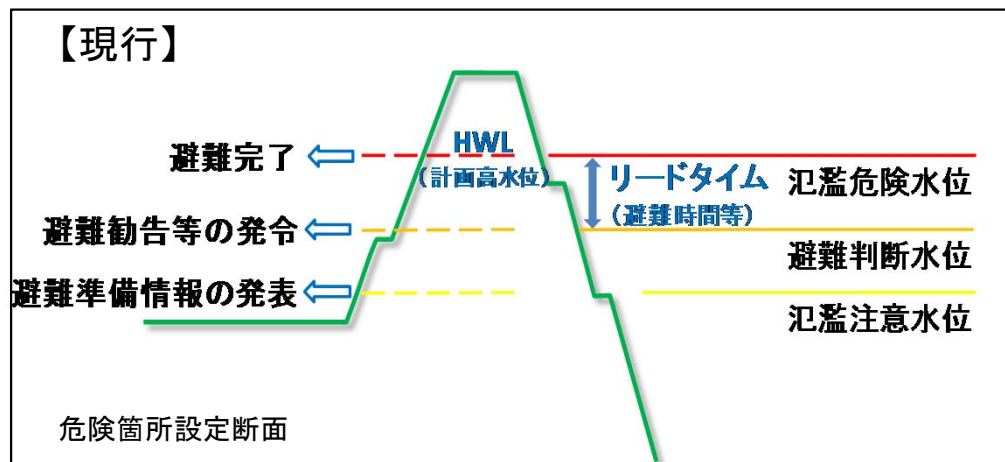 【現行】
避難完了
HWL
(計画高水位)
リードタイム
(避難時間等)
氾濫危険水位
避難勧告等の発令
避難判断水位
避難準備情報の発表
氾濫注意水位
危険箇所設定断面